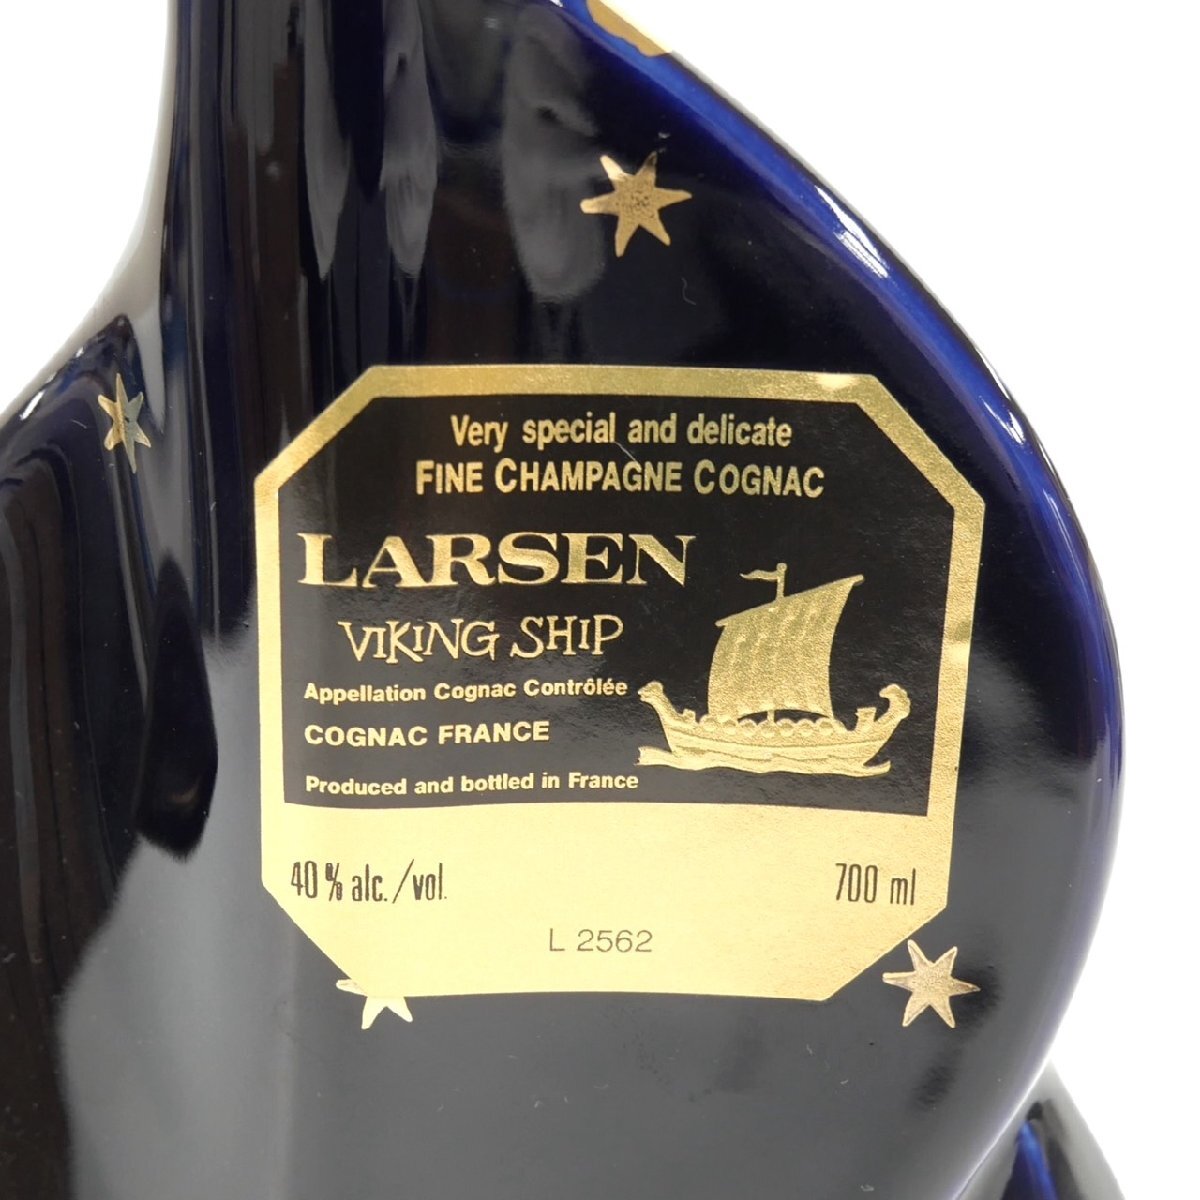 Very special and delicate
FINE CHAMPAGNE COGNAC
LARSEN
VIKING SHIP
Appellation Cognac Contrôlée
COGNAC FRANCE
Produced and bottled in France
40 % alc./vol. 700 ml
L 2562